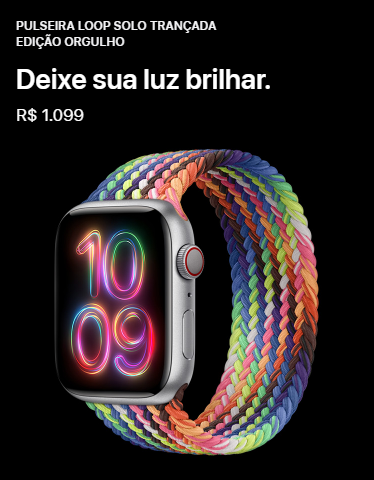 PULSEIRA LOOP SOLO TRANÇADA
EDIÇÃO ORGULHO
Deixe sua luz brilhar.
R$ 1.099
10
09